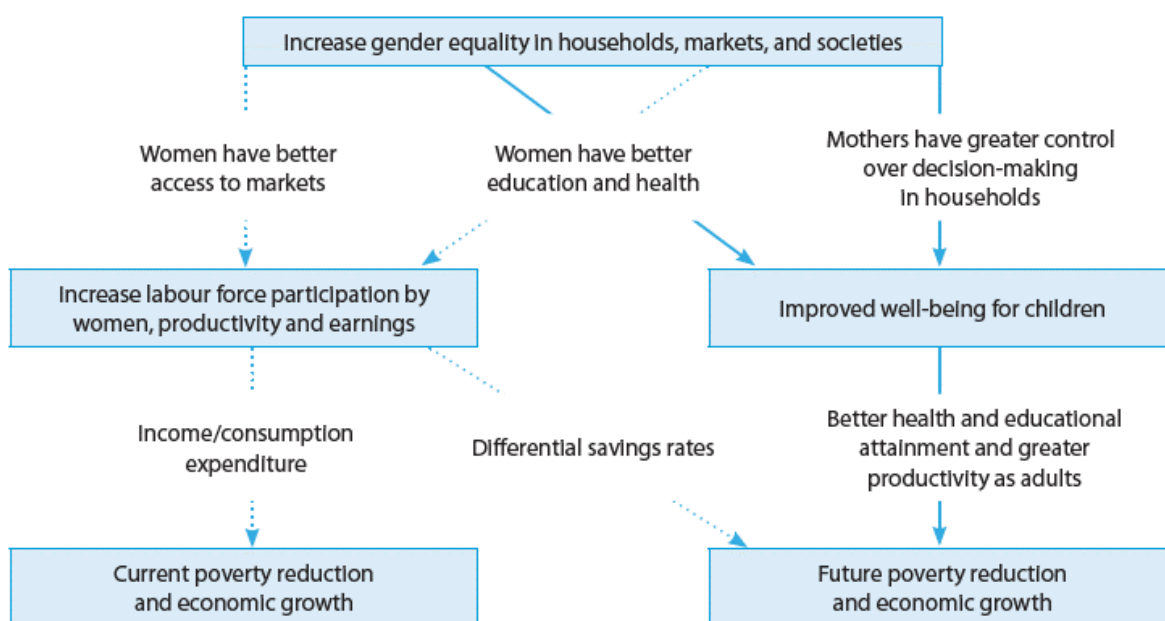 Increase gender equality in households, markets, and societies
Women have better
access to markets
Women have better
education and health
Mothers have greater control
over decision-making
in households
Increase labour force participation by
women, productivity and earnings
Improved well-being for children
Income/consumption
expenditure
Differential savings rates
Better health and educational
attainment and greater
productivity as adults
Current poverty reduction
and economic growth
Future poverty reduction
and economic growth